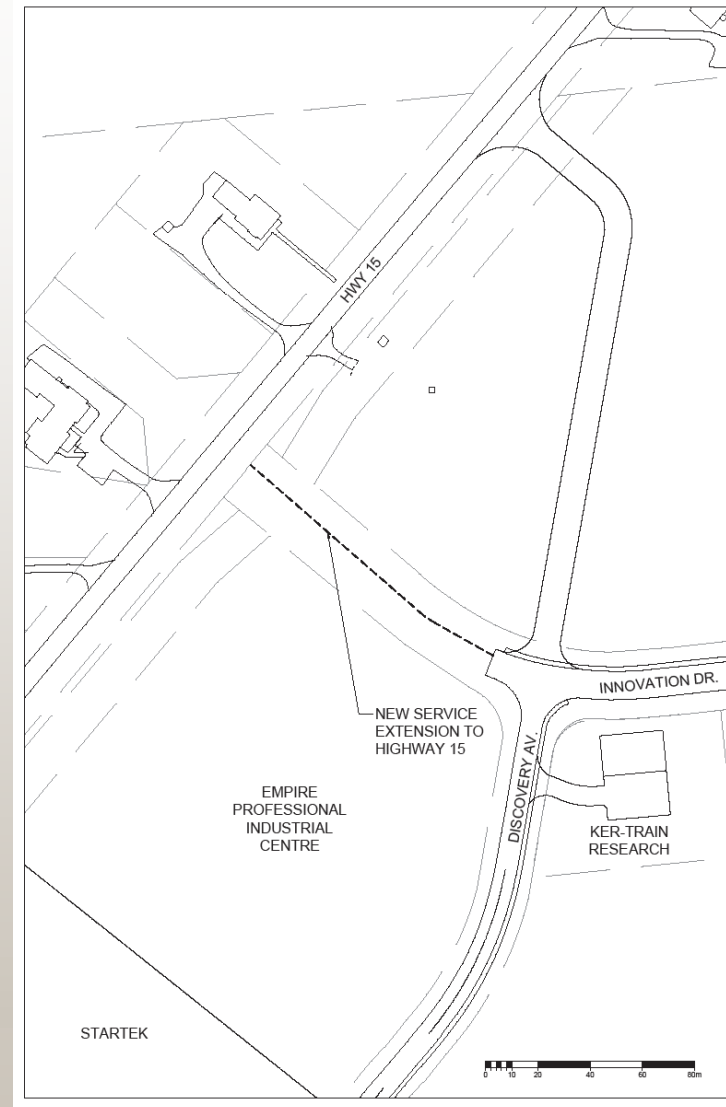 HWY 15
INNOVATION DR.
NEW SERVICE
EXTENSION TO
HIGHWAY 15
DISCOVERY AV.
EMPIRE
PROFESSIONAL
INDUSTRIAL
CENTRE
KER-TRAIN
RESEARCH
STARTEK
0 10 20 40 60 80m